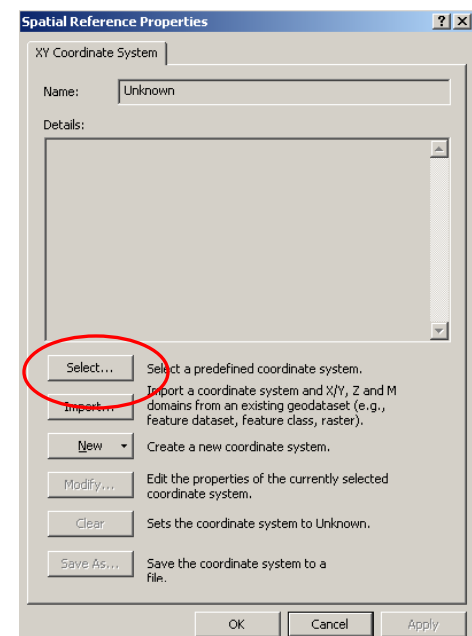 Spatial Reference Properties
XY Coordinate System
Name: Unknown
Details:
Select... Select a predefined coordinate system.
Import... Import a coordinate system and X/Y, Z and M
domains from an existing geodataset (e.g.,
feature dataset, feature class, raster).
New Create a new coordinate system.
Modify... Edit the properties of the currently selected
coordinate system.
Clear Sets the coordinate system to Unknown.
Save As... Save the coordinate system to a
file.
OK Cancel Apply